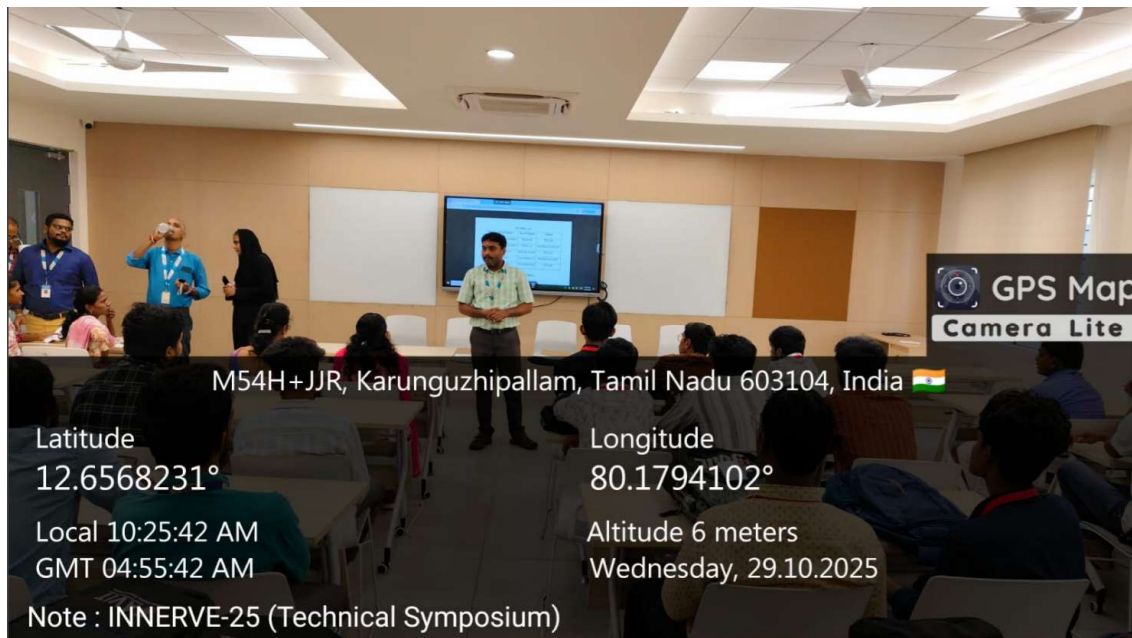 GPS Map
Camera Lite
M54H+JJR, Karunguzhipallam, Tamil Nadu 603104, India
Latitude
12.6568231°
Longitude
80.1794102°
Local 10:25:42 AM
GMT 04:55:42 AM
Altitude 6 meters
Wednesday, 29.10.2025
Note : INNERVE-25 (Technical Symposium)